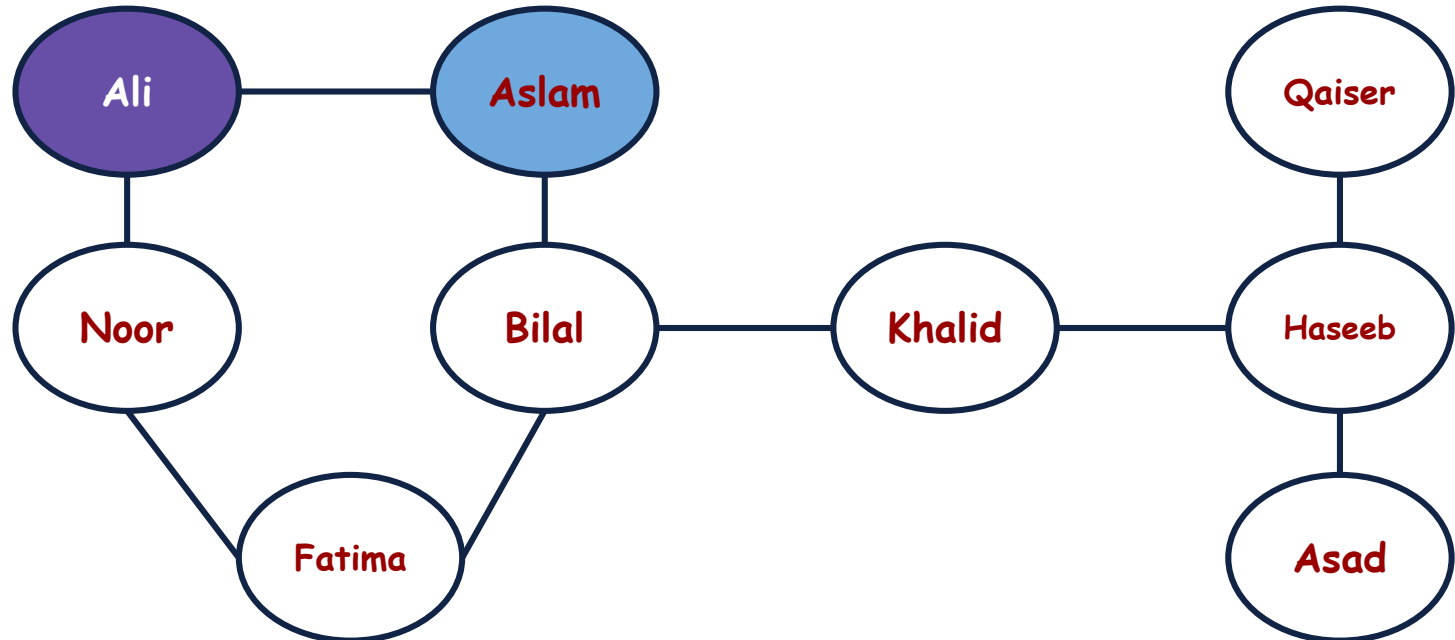 Ali
Aslam
Qaiser
Noor
Bilal
Khalid
Haseeb
Fatima
Asad